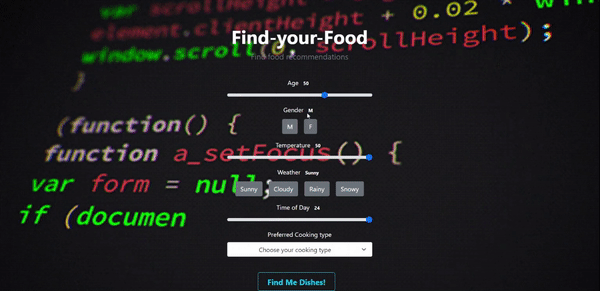 var scrollHeight + 0.02 * win
element.clientHeight
window.scroll(0, scrollHeight);
}
Find-your-Food
Find food recommendations
Age 50
Gender M
M F
Temperature 50
Weather Sunny
Sunny Cloudy Rainy Snowy
Time of Day 24
Preferred Cooking type
Choose your cooking type
Find Me Dishes!
(function() {
function a_setFocus() {
var form = null;
if (documen